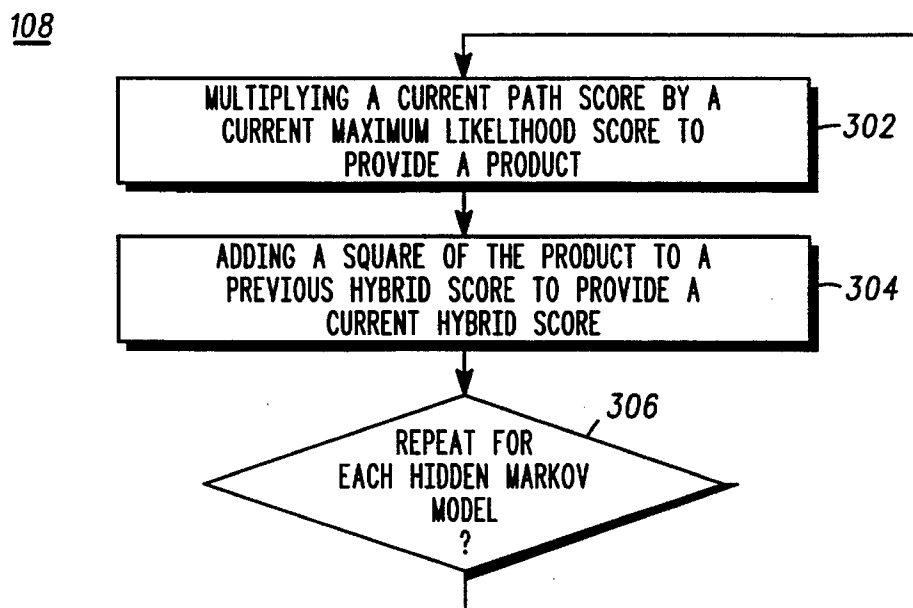 108
MULTIPLYING A CURRENT PATH SCORE BY A
CURRENT MAXIMUM LIKELIHOOD SCORE TO
PROVIDE A PRODUCT
302
ADDING A SQUARE OF THE PRODUCT TO A
PREVIOUS HYBRID SCORE TO PROVIDE A
CURRENT HYBRID SCORE
304
306
REPEAT FOR
EACH HIDDEN MARKOV
MODEL
?